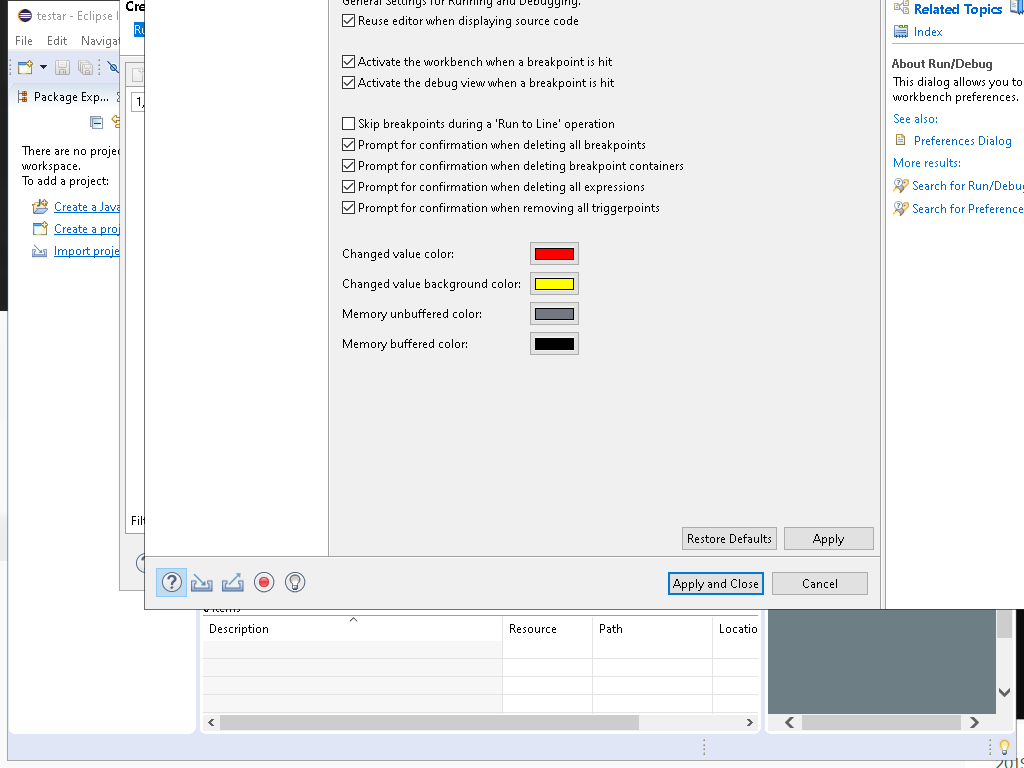 testar - Eclipse
File Edit Naviga
Package Exp...
There are no proje
workspace.
To add a project:
Create a Java
Create a proj
Import proje
Cre
Ru
1,
Filt
General Settings for Running and Debugging.
Reuse editor when displaying source code
Activate the workbench when a breakpoint is hit
Activate the debug view when a breakpoint is hit
Skip breakpoints during a 'Run to Line' operation
Prompt for confirmation when deleting all breakpoints
Prompt for confirmation when deleting breakpoint containers
Prompt for confirmation when deleting all expressions
Prompt for confirmation when removing all triggerpoints
Changed value color:
Changed value background color:
Memory unbuffered color:
Memory buffered color:
Restore Defaults Apply
Apply and Close Cancel
Related Topics
Index
About Run/Debug
This dialog allows you to
workbench preferences.
See also:
Preferences Dialog
More results:
Search for Run/Debug
Search for Preference
items
Description Resource Path Locatio
2019